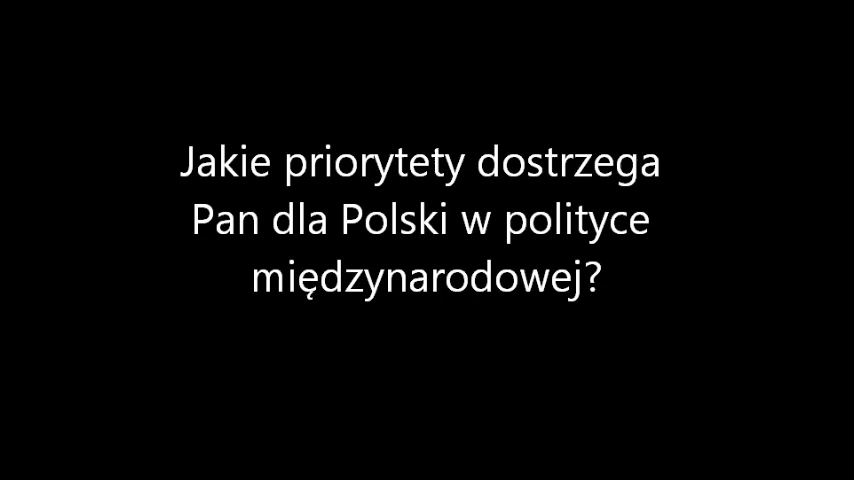 Jakie priorytety dostrzega
Pan dla Polski w polityce
międzynarodowej?